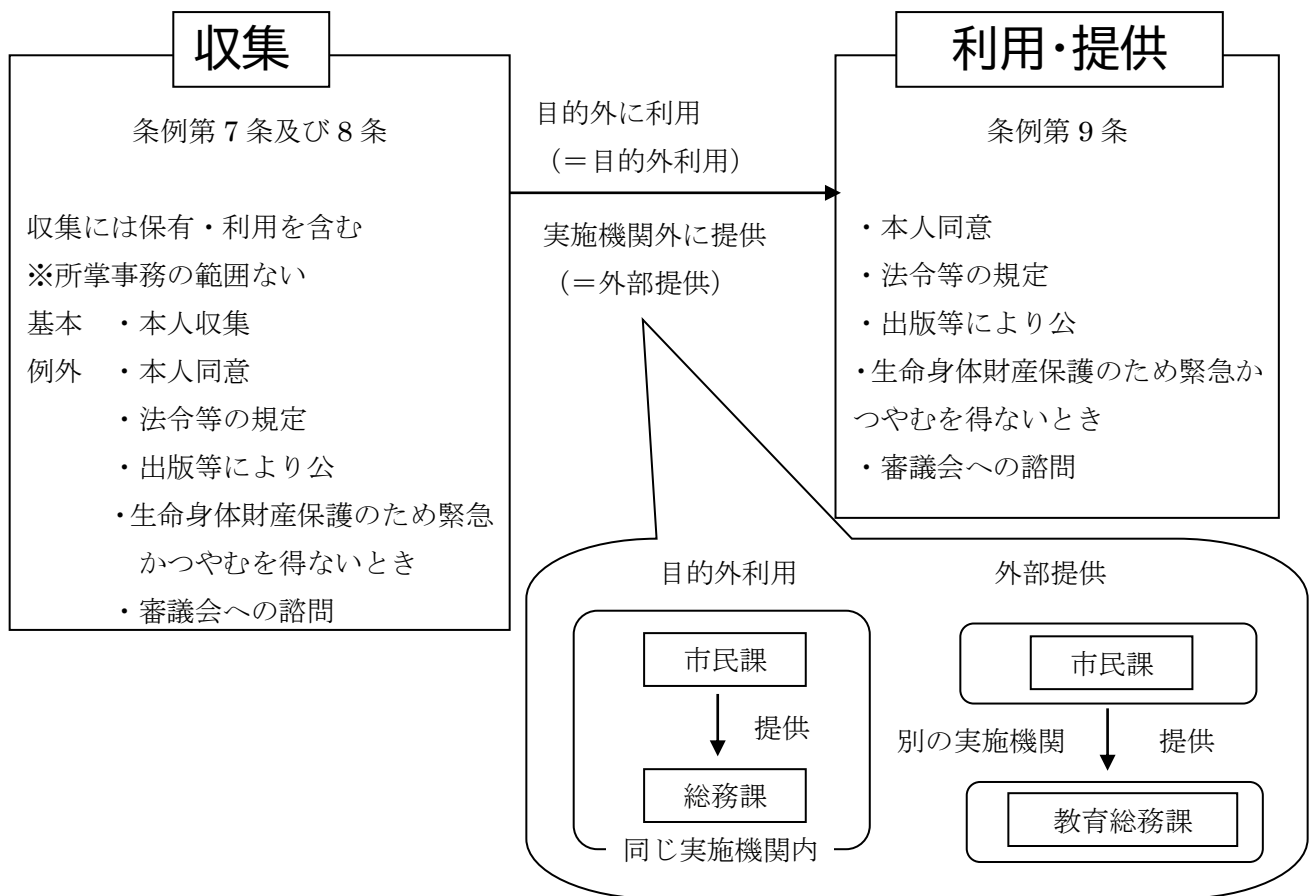 収集
条例第 7 条及び 8 条
収集には保有・利用を含む
※所掌事務の範囲ない
基本 ・本人収集
例外 ・本人同意
・法令等の規定
・出版等により公
・生命身体財産保護のため緊急
かつやむを得ないとき
・審議会への諮問
目的外に利用
（＝目的外利用）
実施機関外に提供
（＝外部提供）
利用・提供
条例第 9 条
・本人同意
・法令等の規定
・出版等により公
・生命身体財産保護のため緊急か
つやむを得ないとき
・審議会への諮問
目的外利用
市民課
提供
総務課
同じ実施機関内
外部提供
市民課
別の実施機関 提供
教育総務課